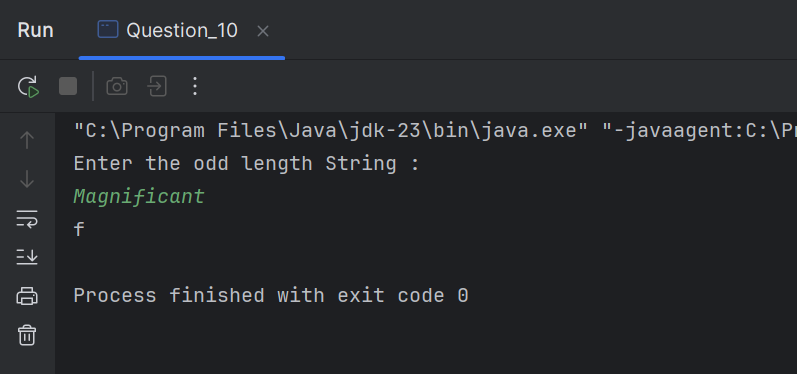 Run Question_10
"C:\Program Files\Java\jdk-23\bin\java.exe" "-javaagent:C:\
Enter the odd length String :
Magnificant
f
Process finished with exit code 0